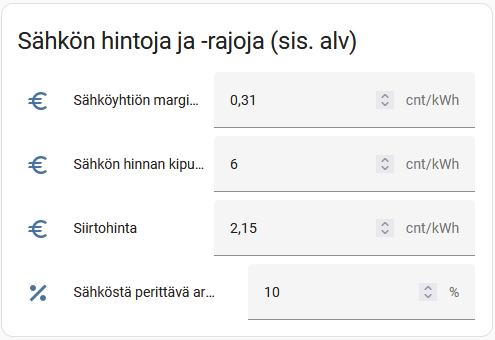 Sähkön hintoja ja -rajoja (sis. alv)
Sähköyhtiön margi… 0,31 cnt/kWh
Sähkön hinnan kipu… 6 cnt/kWh
Siirtohinta 2,15 cnt/kWh
Sähköstä perittävä ar… 10 %